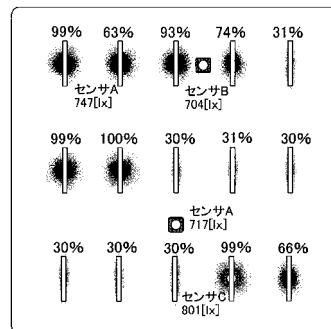 99% 63% 93% 74% 31%
センサA センサB
747[lx] 704[lx]
99% 100% 30% 31% 30%
センサA
717[lx]
30% 30% 30% 99% 66%
センサC
801[lx]